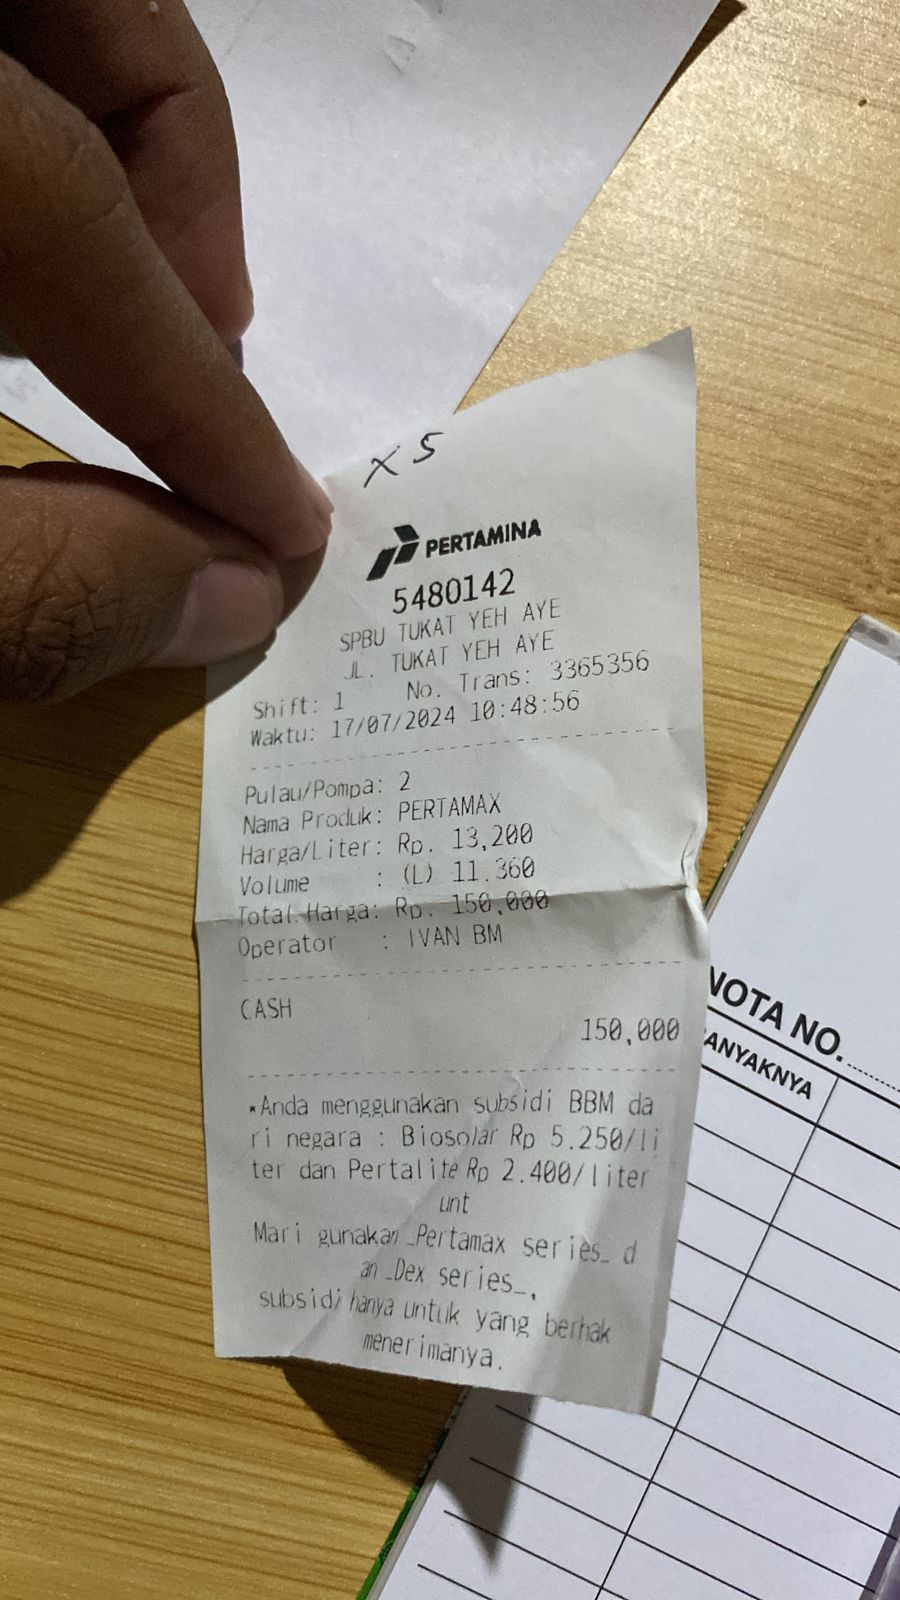 X 5
PERTAMINA
5480142
SPBU TUKAT YEH AYE
JL. TUKAT YEH AYE
Shift: 1 No. Trans: 3365356
Waktu: 17/07/2024 10:48:56
Pulau/Pompa: 2
Nama Produk: PERTAMAX
Harga/Liter: Rp. 13,200
Volume : (L) 11.360
Total Harga: Rp. 150,000
Operator : IVAN BM
CASH
150,000
*Anda menggunakan subsidi BBM da
ri negara : Biosolar Rp 5.250/li
ter dan Pertalite Rp 2.400/liter
unt
Mari gunakan _Pertamax series_ d
an _Dex series_,
subsidi hanya untuk yang berhak
menerimanya.
NOTA NO.
ANYAKNYA